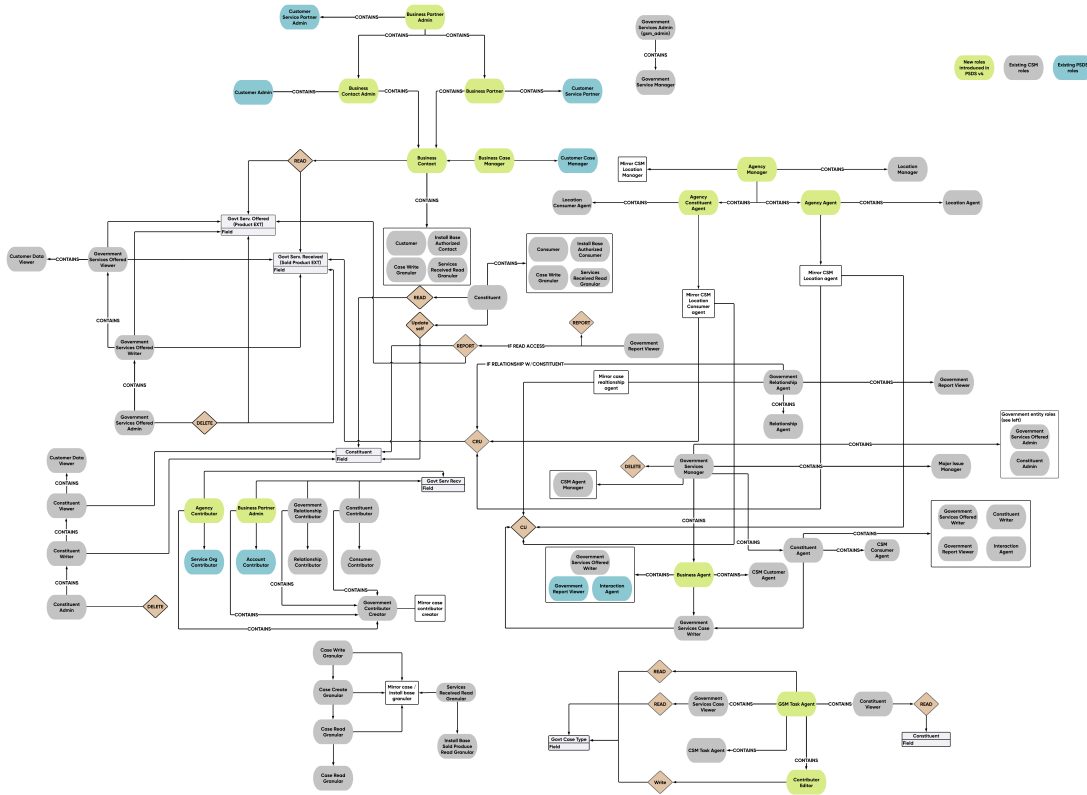 Customer
Service Partner
Admin
CONTAINS
Business Partner
Admin
CONTAINS
CONTAINS
Government
Services Admin
(gsm_admin)
CONTAINS
Government
Service Manager
New roles
introduced in
PSDS v4
Existing CSM
roles
Existing PSDS
roles
Customer Admin
Business
Contact Admin
CONTAINS
CONTAINS
Business Partner
CONTAINS
Customer
Service Partner
READ
Business
Contact
Business Case
Manager
Customer Case
Manager
CONTAINS
Mirror CSM
Location
Manager
Agency
Manager
CONTAINS
Location
Manager
Location
Consumer Agent
CONTAINS
Agency
Constituent
Agent
CONTAINS
CONTAINS
Agency Agent
CONTAINS
Location Agent
Govt Serv. Offered
(Product EXT)
Field
Govt Serv. Received
(Sold Product EXT)
Field
Customer Data
Viewer
CONTAINS
Government
Services Offered
Viewer
CONTAINS
Government
Services Offered
Writer
CONTAINS
Government
Services Offered
Admin
DELETE
Customer
Install Base
Authorized
Contact
Case Write
Granular
Services
Received Read
Granular
CONTAINS
Consumer
Install Base
Authorized
Consumer
Case Write
Granular
Services
Received Read
Granular
READ
Constituent
Update
self
REPORT
IF READ ACCESS
REPORT
Government
Report Viewer
Mirror CSM
Location agent
Mirror CSM
Location
Consumer
agent
IF RELATIONSHIP W/ CONSTITUENT
Mirror case
realtionship
agent
Government
Relationship
Agent
CONTAINS
Government
Report Viewer
CONTAINS
Relationship
Agent
CRU
Constituent
Field
Government entity roles
(see left)
Government
Services Offered
Admin
Constituent
Admin
CONTAINS
DELETE
Government
Services
Manager
CONTAINS
Major Issue
Manager
CSM Agent
Manager
Customer Data
Viewer
CONTAINS
Constituent
Viewer
CONTAINS
Constituent
Writer
CONTAINS
Constituent
Admin
DELETE
Govt Serv Recv
Field
Agency
Contributor
Business Partner
Admin
Government
Relationship
Contributor
Constituent
Contributor
Service Org
Contributor
Account
Contributor
Relationship
Contributor
Consumer
Contributor
CONTAINS
CONTAINS
CONTAINS
CONTAINS
Government
Contributor
Creator
Mirror case
contributor
creator
CU
CONTAINS
CONTAINS
Constituent
Agent
CONTAINS
CONTAINS
CSM
Consumer
Agent
Government
Services Offered
Writer
Constituent
Writer
Government
Report Viewer
Interaction
Agent
Government
Services Offered
Writer
Government
Report Viewer
Interaction
Agent
CONTAINS
Business Agent
CONTAINS
CSM Customer
Agent
Government
Services Case
Writer
Case Write
Granular
Case Create
Granular
Case Read
Granular
Case Read
Granular
Mirror case /
install base
granular
Services
Received Read
Granular
Install Base
Sold Produce
Read Granular
READ
READ
Government
Services Case
Viewer
CONTAINS
GSM Task Agent
CONTAINS
Constituent
Viewer
READ
Constituent
Field
Govt Case Type
Field
CSM Task Agent
CONTAINS
CONTAINS
Write
Contributor
Editor